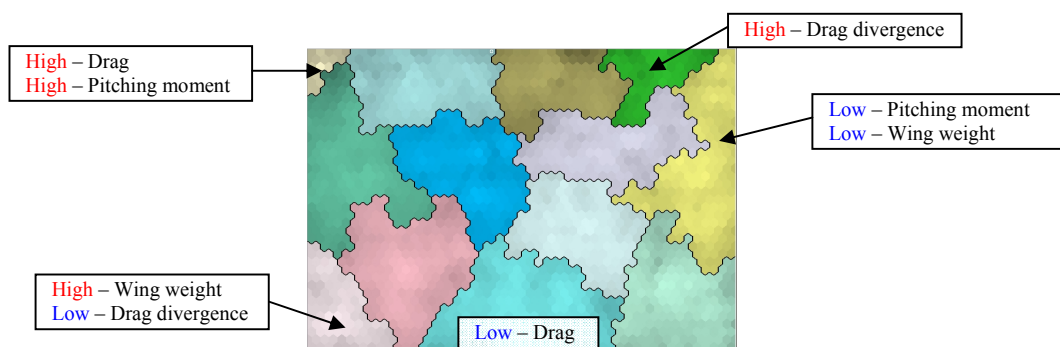 High – Drag divergence
High – Drag
High – Pitching moment
Low – Pitching moment
Low – Wing weight
High – Wing weight
Low – Drag divergence
Low – Drag